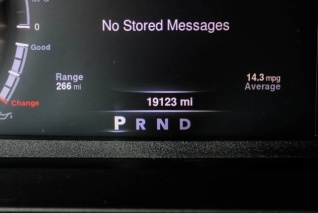 No Stored Messages
0
Good
Range
266 mi
14.3 mpg
Average
Change
19123 mi
P R N D